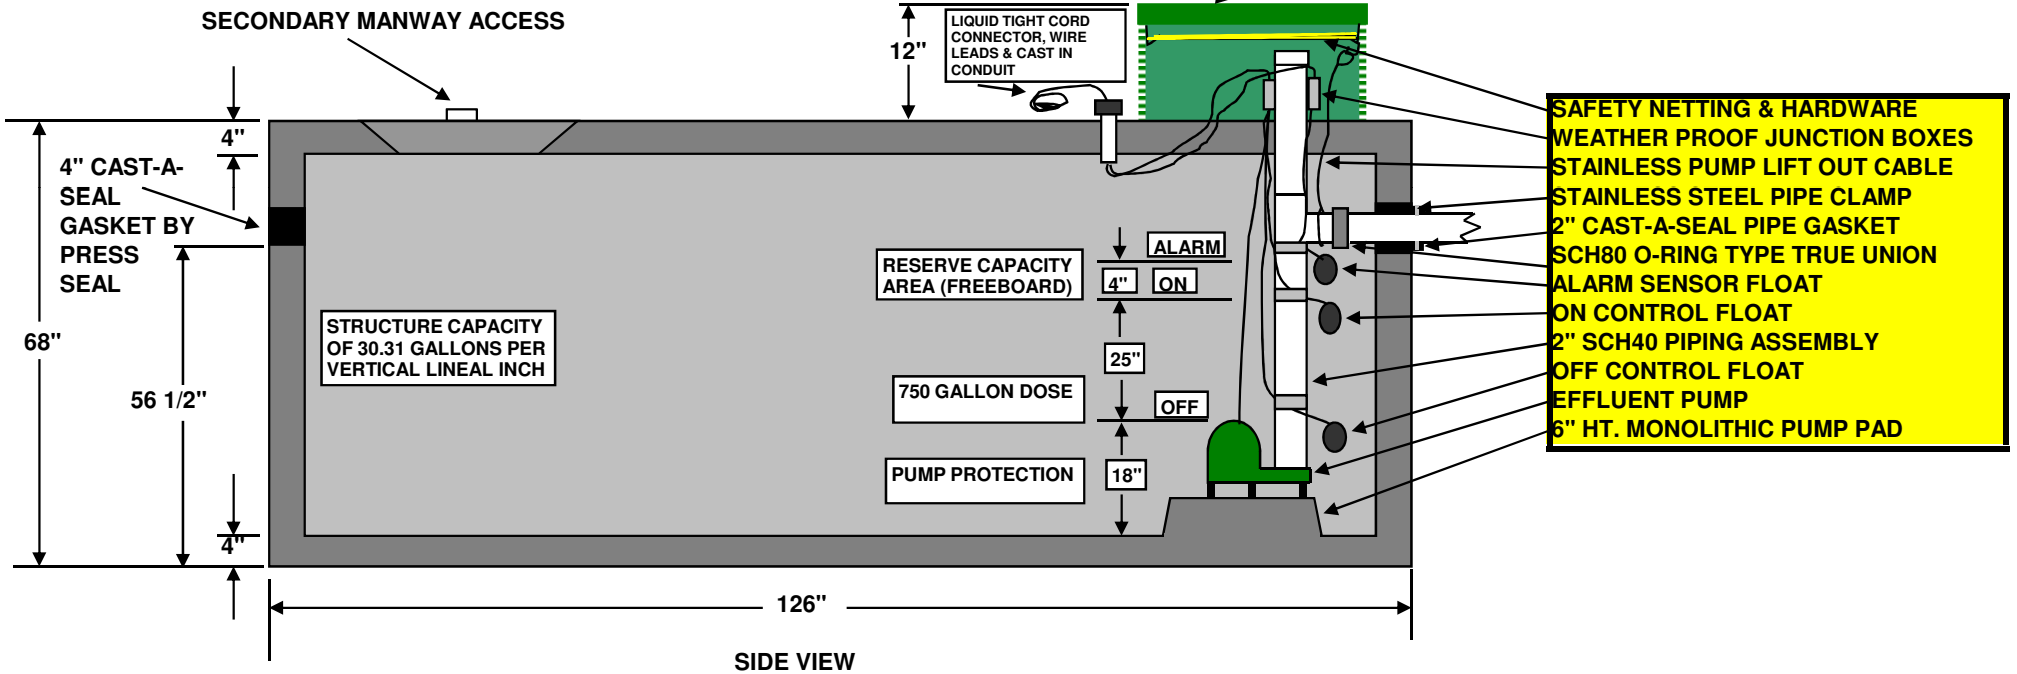 SECONDARY MANWAY ACCESS
12"
LIQUID TIGHT CORD
CONNECTOR, WIRE
LEADS & CAST IN
CONDUIT
4"
4" CAST-A-
SEAL
GASKET BY
PRESS
SEAL
68"
56 1/2"
4"
STRUCTURE CAPACITY
OF 30.31 GALLONS PER
VERTICAL LINEAL INCH
RESERVE CAPACITY
AREA (FREEBOARD)
ALARM
4"
ON
25"
750 GALLON DOSE
OFF
PUMP PROTECTION
18"
SAFETY NETTING & HARDWARE
WEATHER PROOF JUNCTION BOXES
STAINLESS PUMP LIFT OUT CABLE
STAINLESS STEEL PIPE CLAMP
2" CAST-A-SEAL PIPE GASKET
SCH80 O-RING TYPE TRUE UNION
ALARM SENSOR FLOAT
ON CONTROL FLOAT
2" SCH40 PIPING ASSEMBLY
OFF CONTROL FLOAT
EFFLUENT PUMP
6" HT. MONOLITHIC PUMP PAD
126"
SIDE VIEW